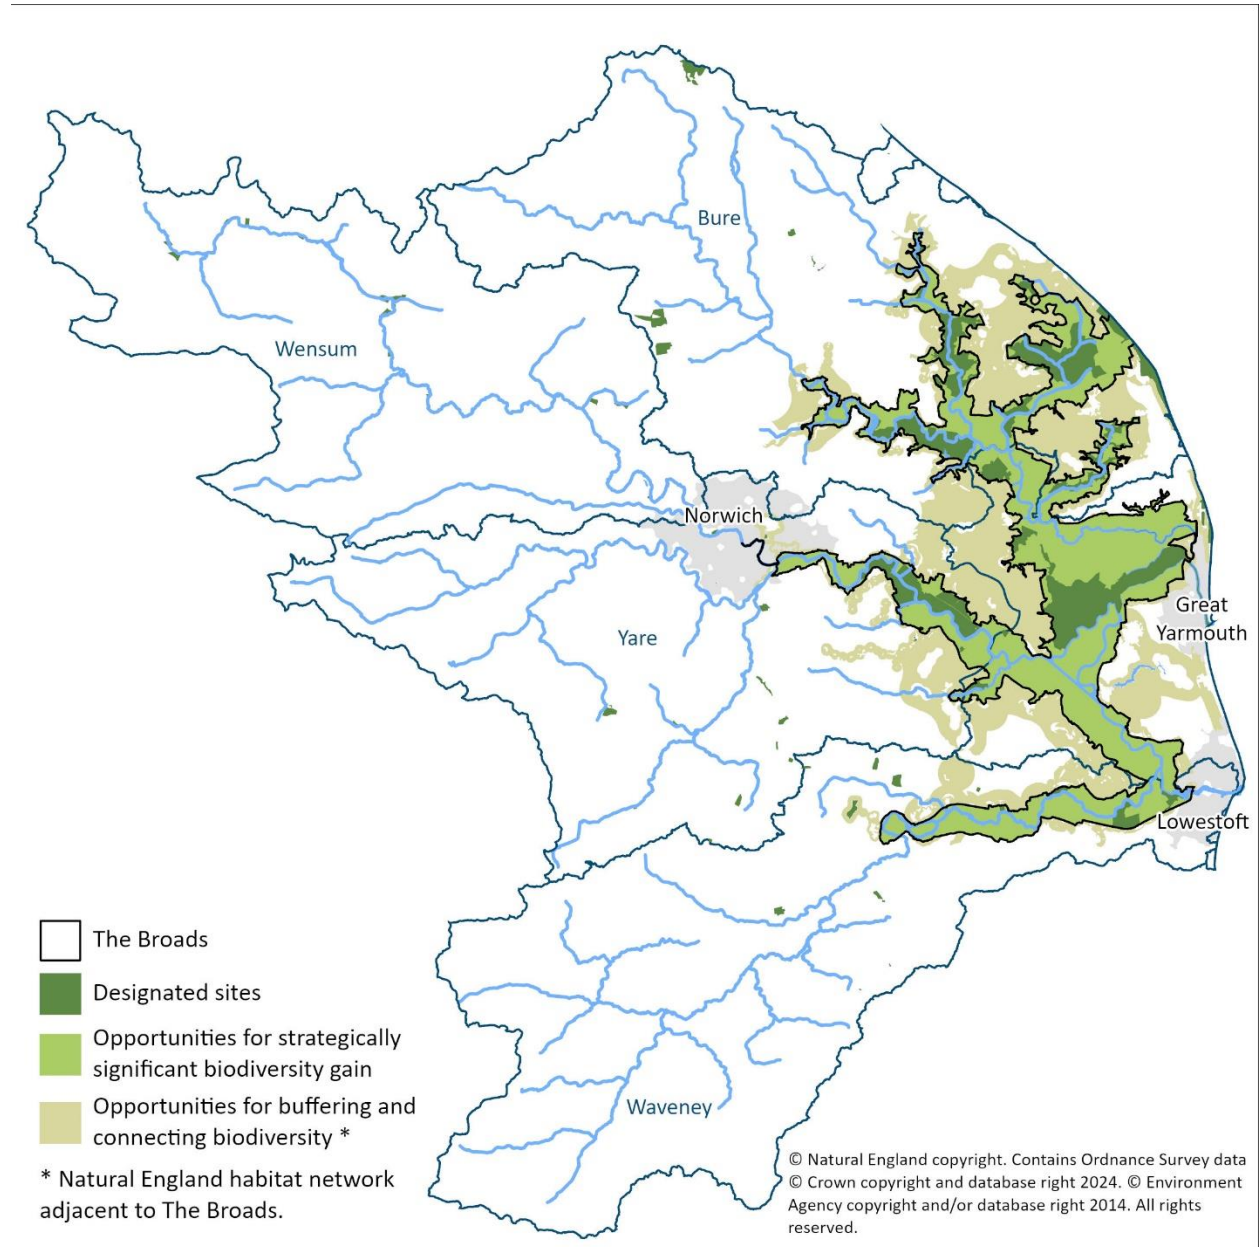 Bure
Wensum
Norwich
Great
Yarmouth
Yare
Lowestoft
Waveney
The Broads
Designated sites
Opportunities for strategically
significant biodiversity gain
Opportunities for buffering and
connecting biodiversity *
* Natural England habitat network
adjacent to The Broads.
© Natural England copyright. Contains Ordnance Survey data
© Crown copyright and database right 2024. © Environment
Agency copyright and/or database right 2014. All rights
reserved.